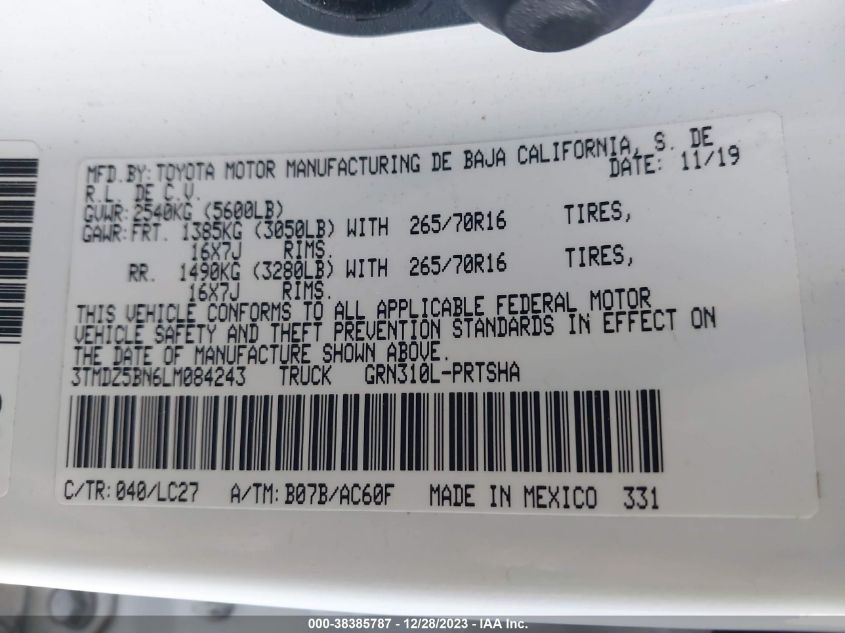 MFD.BY: TOYOTA MOTOR MANUFACTURING DE BAJA CALIFORNIA, S. DE
R.L. DE C.V. DATE: 11/19
GVWR: 2540KG (5600LB)
GAWR: FRT. 1385KG (3050LB) WITH 265/70R16 TIRES,
16X7J RIMS.
RR. 1490KG (3280LB) WITH 265/70R16 TIRES,
16X7J RIMS.
THIS VEHICLE CONFORMS TO ALL APPLICABLE FEDERAL MOTOR
VEHICLE SAFETY AND THEFT PREVENTION STANDARDS IN EFFECT ON
THE DATE OF MANUFACTURE SHOWN ABOVE.
3TMDZ5BN6LM084243 TRUCK GRN310L-PRTSHA
C/TR: 040/LC27 A/TM: B07B/AC60F MADE IN MEXICO 331
000-38385787 - 12/28/2023 - IAA Inc.